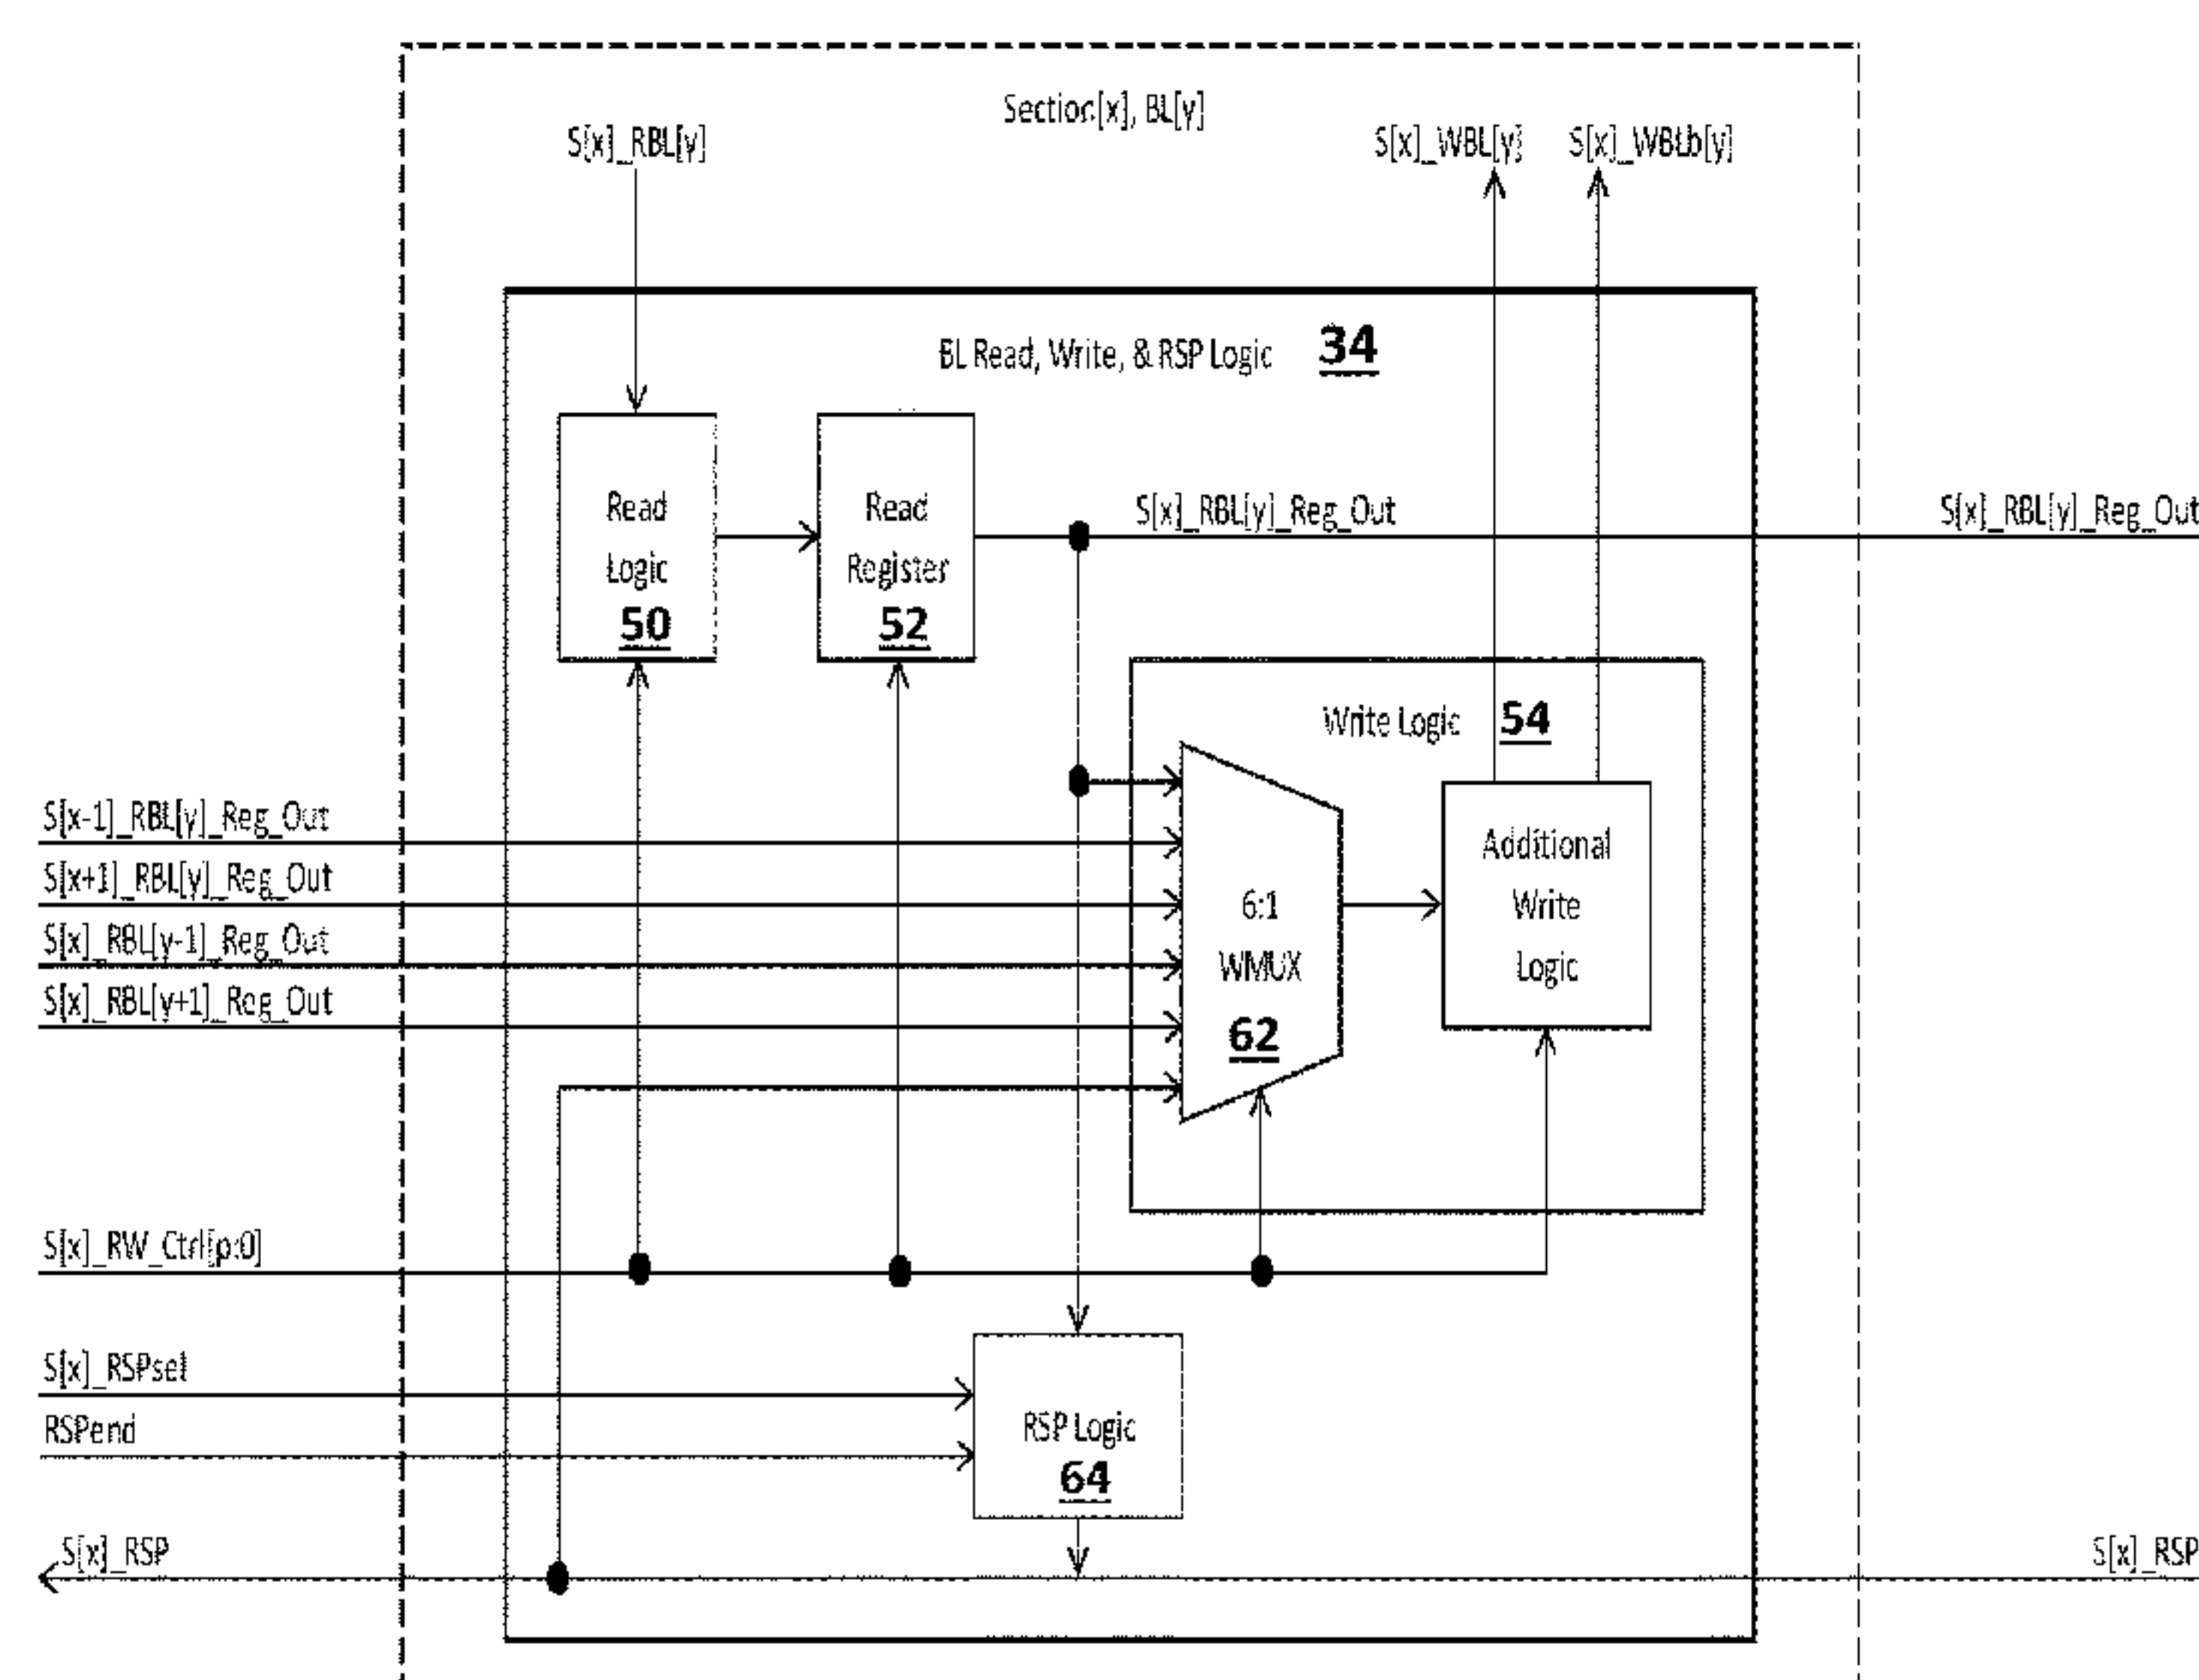 Section[x], BL[y]
S[x]_RBL[y]
S[x]_WBL[y]
S[x]_WBLb[y]
BL Read, Write, & RSP Logic 34
Read
Logic
50
Read
Register
52
S[x]_RBL[y]_Reg_Out
S[x]_RBL[y]_Reg_Out
Write Logic 54
S[x-1]_RBL[y]_Reg_Out
S[x+1]_RBL[y]_Reg_Out
S[x]_RBL[y-1]_Reg_Out
S[x]_RBL[y+1]_Reg_Out
6:1
WMUX
62
Additional
Write
Logic
S[x]_RW_Ctrl[p:0]
S[x]_RSPsel
RSPend
RSP Logic
64
S[x]_RSP
S[x]_RSP